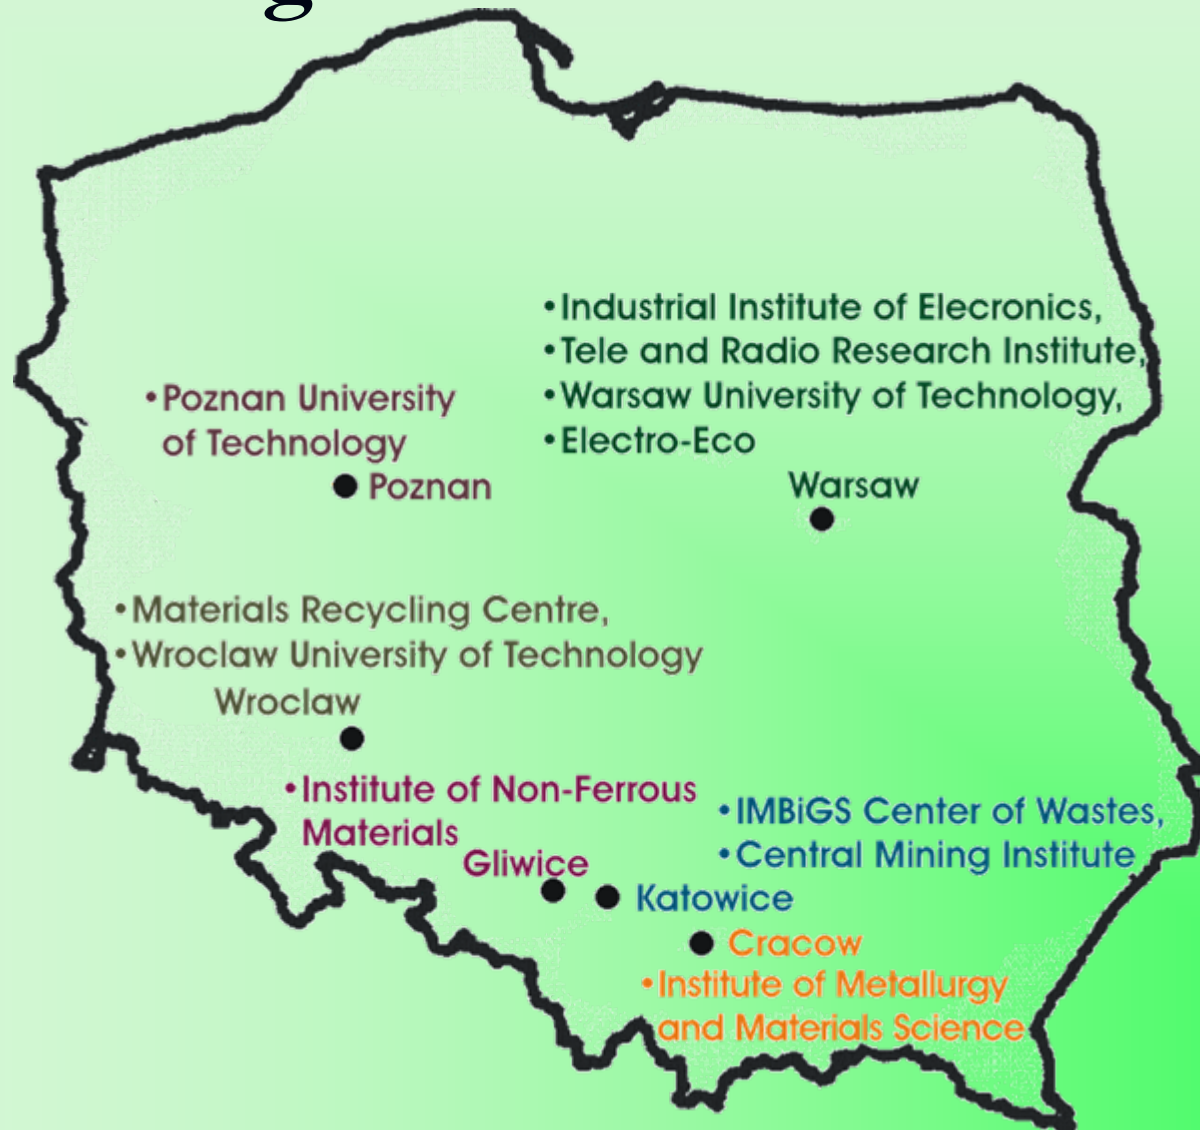 g
•Industrial Institute of Elecronics,
•Tele and Radio Research Institute,
•Warsaw University of Technology,
•Electro-Eco
Warsaw
•Poznan University
of Technology
Poznan
•Materials Recycling Centre,
•Wroclaw University of Technology
Wroclaw
•Institute of Non-Ferrous
Materials
Gliwice
•IMBiGS Center of Wastes,
•Central Mining Institute
Katowice
Cracow
•Institute of Metallurgy
and Materials Science